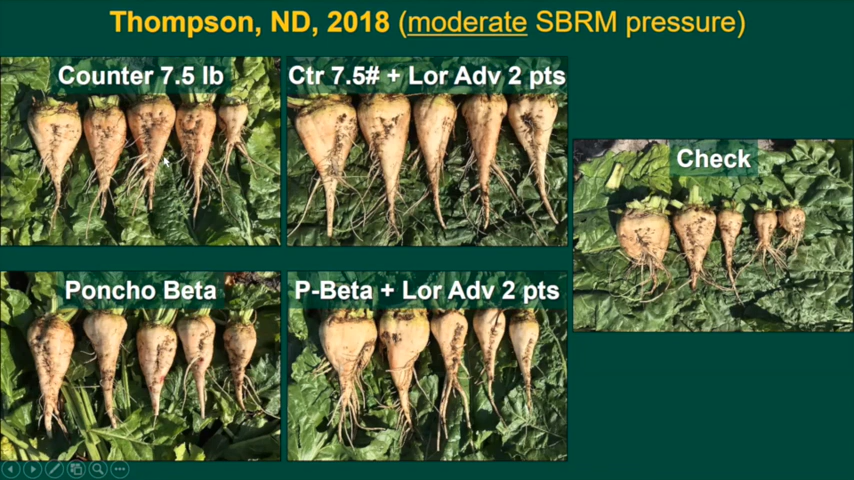 Thompson, ND, 2018 (moderate SBRM pressure)
Counter 7.5 lb
Ctr 7.5# + Lor Adv 2 pts
Check
Poncho Beta
P-Beta + Lor Adv 2 pts